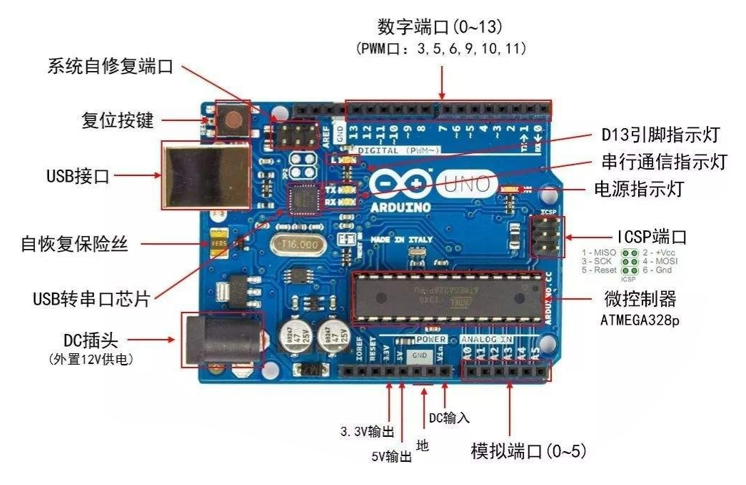 数字端口(0~13)
(PWM口: 3,5,6,9,10,11)
系统自修复端口
复位按键
USB接口
自恢复保险丝
USB转串口芯片
DC插头
(外置12V供电)
D13引脚指示灯
串行通信指示灯
电源指示灯
ICSP端口
1 - MISO 2 - +Vcc
3 - SCK 4 - MOSI
5 - Reset 6 - Gnd
ICSP
微控制器
ATMEGA328p
3.3V输出
5V输出
地
DC输入
模拟端口(0~5)
AREF
GND
13
12
~11
~10
~9
8
7
~6
~5
4
~3
2
TX→1
RX←0
DIGITAL (PWM~)
L
TX
RX
UNO
ARDUINO
ICSP
MADE IN ITALY
T16.000
ATMEGA328P-PU
ARDUINO.CC
47
25V
47
25V
POWER
ANALOG IN
IOREF
RESET
3.3V
5V
GND
Vin
A0
A1
A2
A3
A4
A5